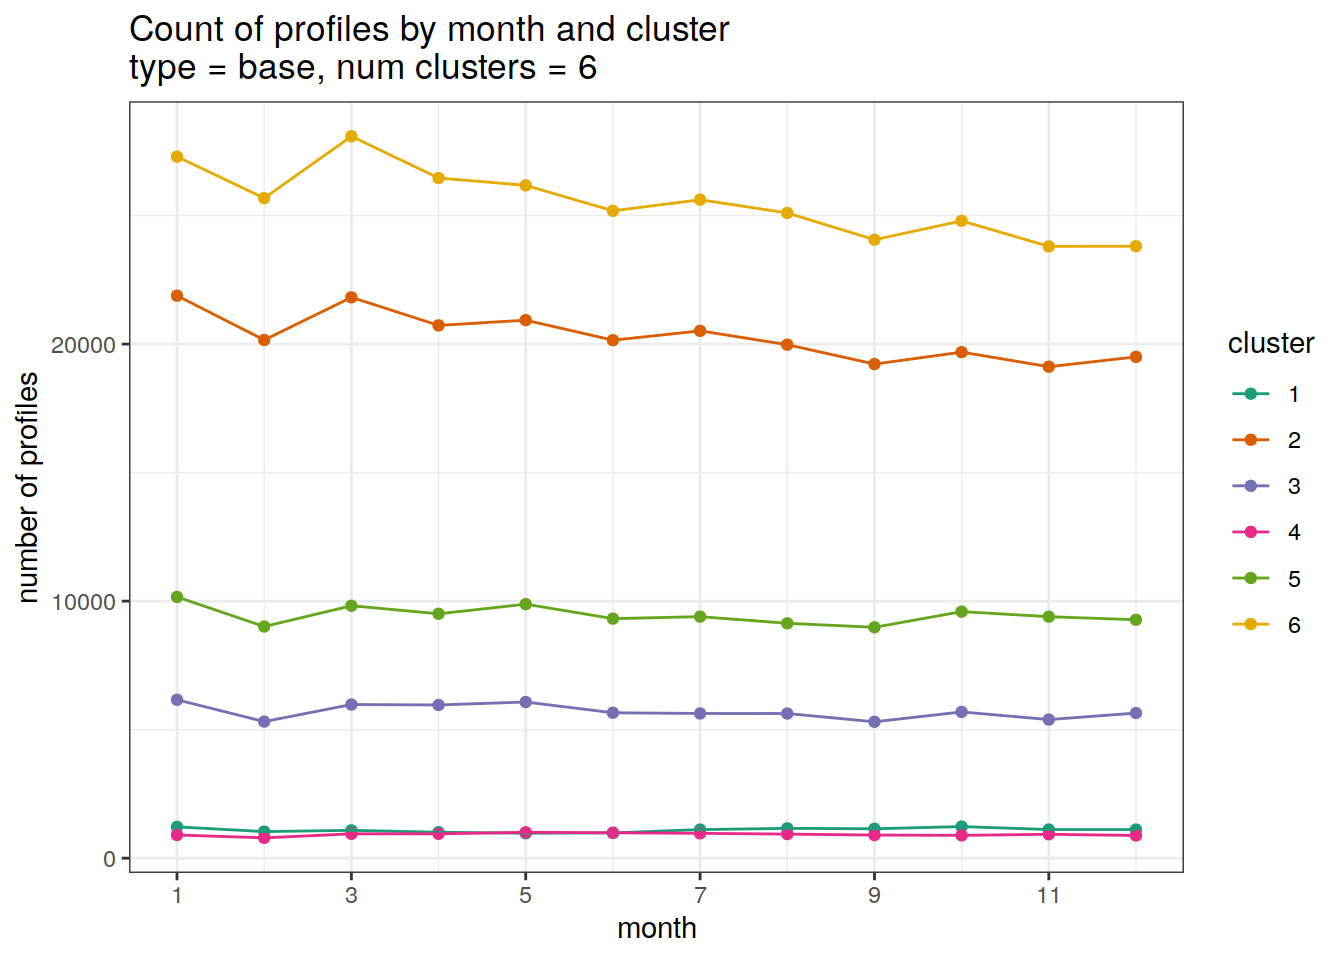 Count of profiles by month and cluster
type = base, num clusters = 6
number of profiles
20000
10000
0
1 3 5 7 9 11
month
cluster
1
2
3
4
5
6